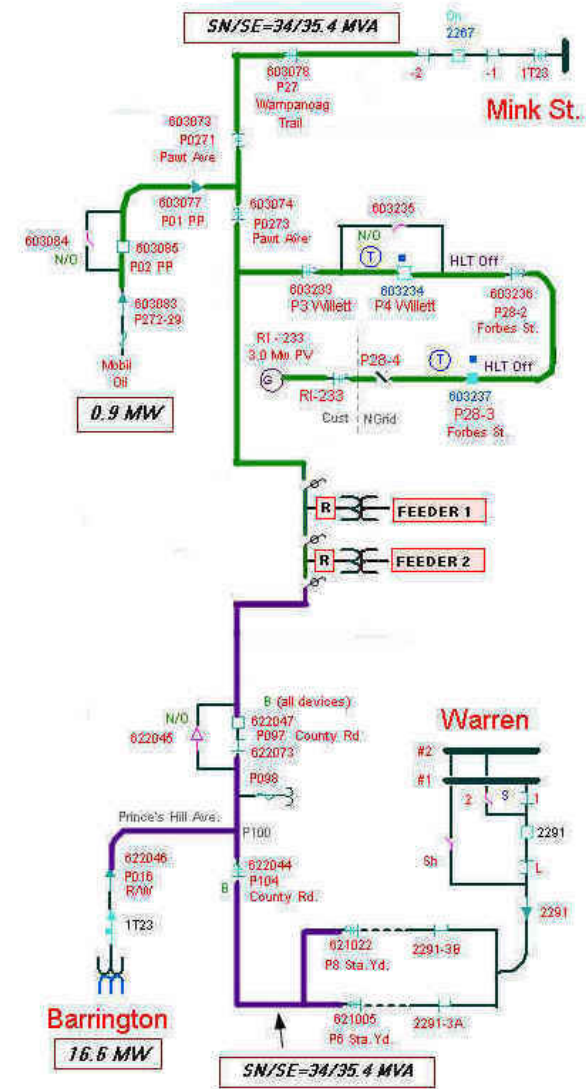 SN/SE=34/35.4 MVA
On
2267
603078
P27
Wampanoag
Trail
-2
-1
1T23
Mink St.
603073
P0271
Pawt Ave
603077
P01 PP
603074
P0273
Pawt Ave
603084
N/O
603085
P02 PP
603235
N/O
T
HLT Off
603083
P272-29
603233
P3 Willett
603234
P4 Willett
603236
P28-2
Forbes St.
Mobil
Oil
RI - 233
3.0 Mw PV
P28-4
T
HLT Off
G
RI-233
0.9 MW
Cust
NGrid
603237
P28-3
Forbes St.
R
FEEDER 1
R
FEEDER 2
B (all devices)
N/O
622047
P097 County Rd.
622045
622073
P098
Warren
#2
#1
2
S
1
2291
Prince's Hill Ave.
P100
Sh
L
622046
P016
R/W
622044
P104
County Rd.
B
2291
1T23
621022
2291-3B
P8 Sta.Yd.
Barrington
621005
2291-3A
P6 Sta.Yd.
16.6 MW
SN/SE=34/35.4 MVA